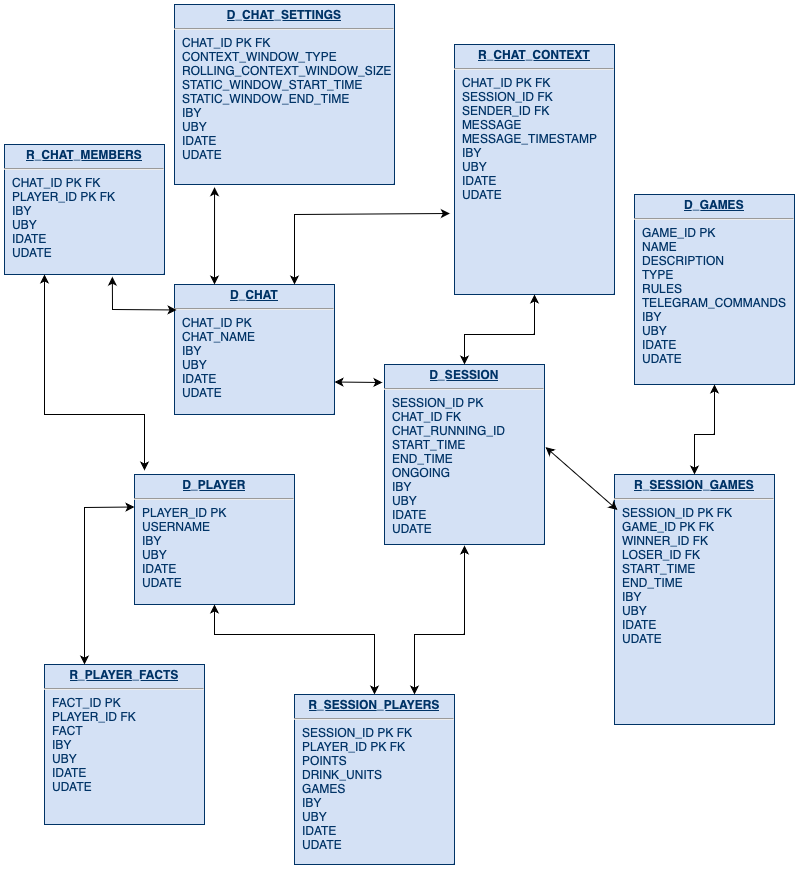 D_CHAT_SETTINGS
CHAT_ID PK FK
CONTEXT_WINDOW_TYPE
ROLLING_CONTEXT_WINDOW_SIZE
STATIC_WINDOW_START_TIME
STATIC_WINDOW_END_TIME
IBY
UBY
IDATE
UDATE
R_CHAT_CONTEXT
CHAT_ID PK FK
SESSION_ID FK
SENDER_ID FK
MESSAGE
MESSAGE_TIMESTAMP
IBY
UBY
IDATE
UDATE
R_CHAT_MEMBERS
CHAT_ID PK FK
PLAYER_ID PK FK
IBY
UBY
IDATE
UDATE
D_GAMES
GAME_ID PK
NAME
DESCRIPTION
TYPE
RULES
TELEGRAM_COMMANDS
IBY
UBY
IDATE
UDATE
D_CHAT
CHAT_ID PK
CHAT_NAME
IBY
UBY
IDATE
UDATE
D_SESSION
SESSION_ID PK
CHAT_ID FK
CHAT_RUNNING_ID
START_TIME
END_TIME
ONGOING
IBY
UBY
IDATE
UDATE
D_PLAYER
PLAYER_ID PK
USERNAME
IBY
UBY
IDATE
UDATE
R_SESSION_GAMES
SESSION_ID PK FK
GAME_ID PK FK
WINNER_ID FK
LOSER_ID FK
START_TIME
END_TIME
IBY
UBY
IDATE
UDATE
R_PLAYER_FACTS
FACT_ID PK
PLAYER_ID FK
FACT
IBY
UBY
IDATE
UDATE
R_SESSION_PLAYERS
SESSION_ID PK FK
PLAYER_ID PK FK
POINTS
DRINK_UNITS
GAMES
IBY
UBY
IDATE
UDATE